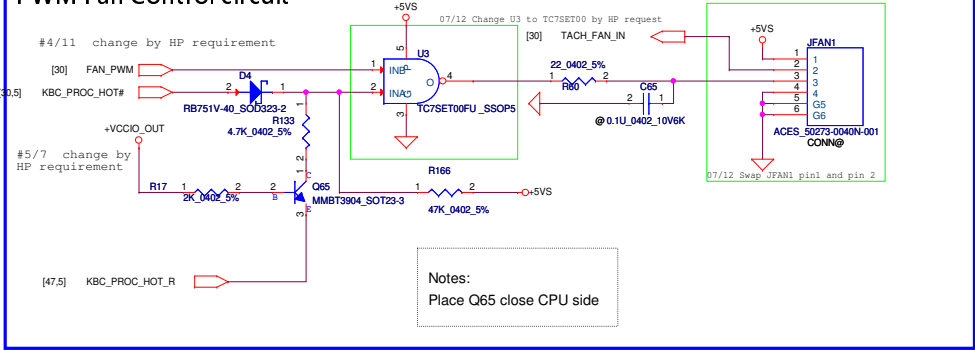 PWM Fan Control circuit
+5VS
07/12 Change U3 to TC7SET00 by HP request
#4/11 change by HP requirement
[30] TACH_FAN_IN
+5VS
JFAN1
U3
5
P
[30] FAN_PWM
1
INB
O
4
22_0402_5%
1
2
R60
C65
2
1
@ 0.1U_0402_10V6K
1 1
2 2
3 3
4 4
5 G5
6 G6
ACES_50273-0040N-001
CONN@
D4
KBC_PROC_HOT#
2
1
RB751V-40_SOD323-2
2
INA
G
3
TC7SET00FU_SSOP5
R133
4.7K_0402_5%
1
2
+VCCIO_OUT
#5/7 change by
HP requirement
07/12 Swap JFAN1 pin1 and pin 2
R17
1
2
2K_0402_5%
2
B
C
E
3
Q65
MMBT3904_SOT23-3
R166
1
2
47K_0402_5%
+5VS
[47,5] KBC_PROC_HOT_R
Notes:
Place Q65 close CPU side